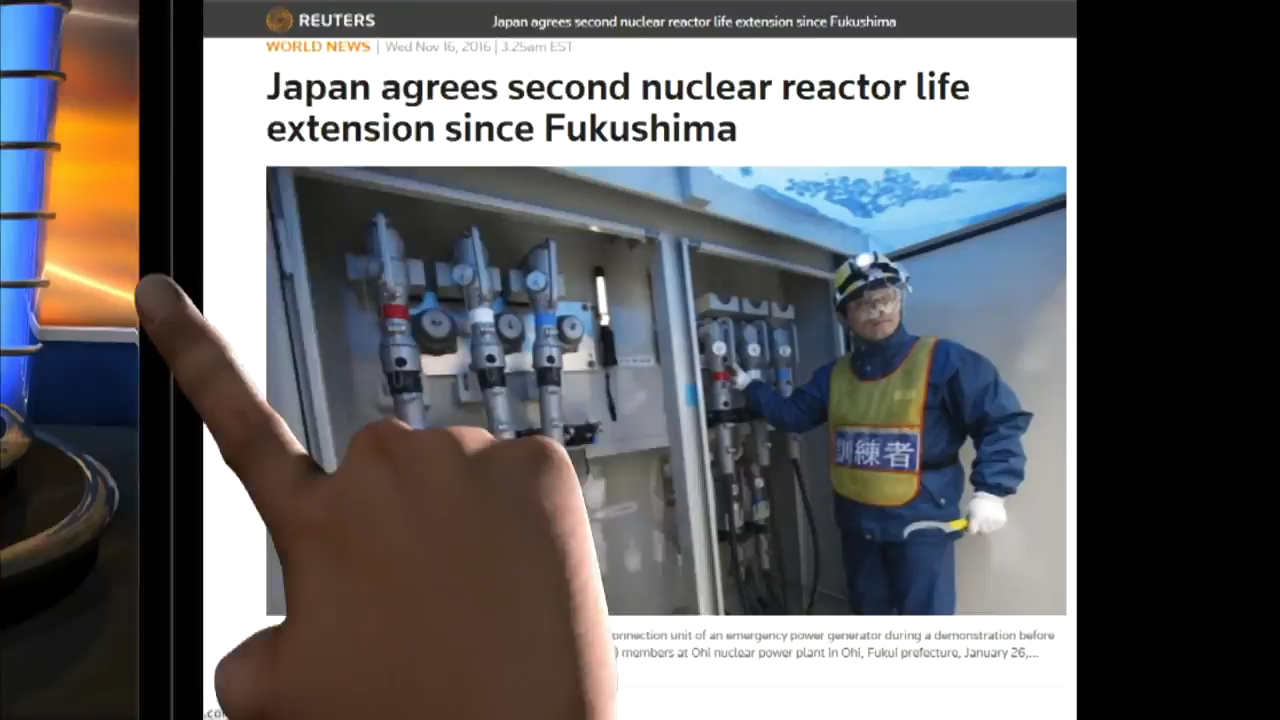 REUTERS
Japan agrees second nuclear reactor life extension since Fukushima
WORLD NEWS | Wed Nov 16, 2016 | 3:25am EST
Japan agrees second nuclear reactor life
extension since Fukushima
訓練者
connection unit of an emergency power generator during a demonstration before
) members at Ohi nuclear power plant in Ohi, Fukui prefecture, January 26,...
.co